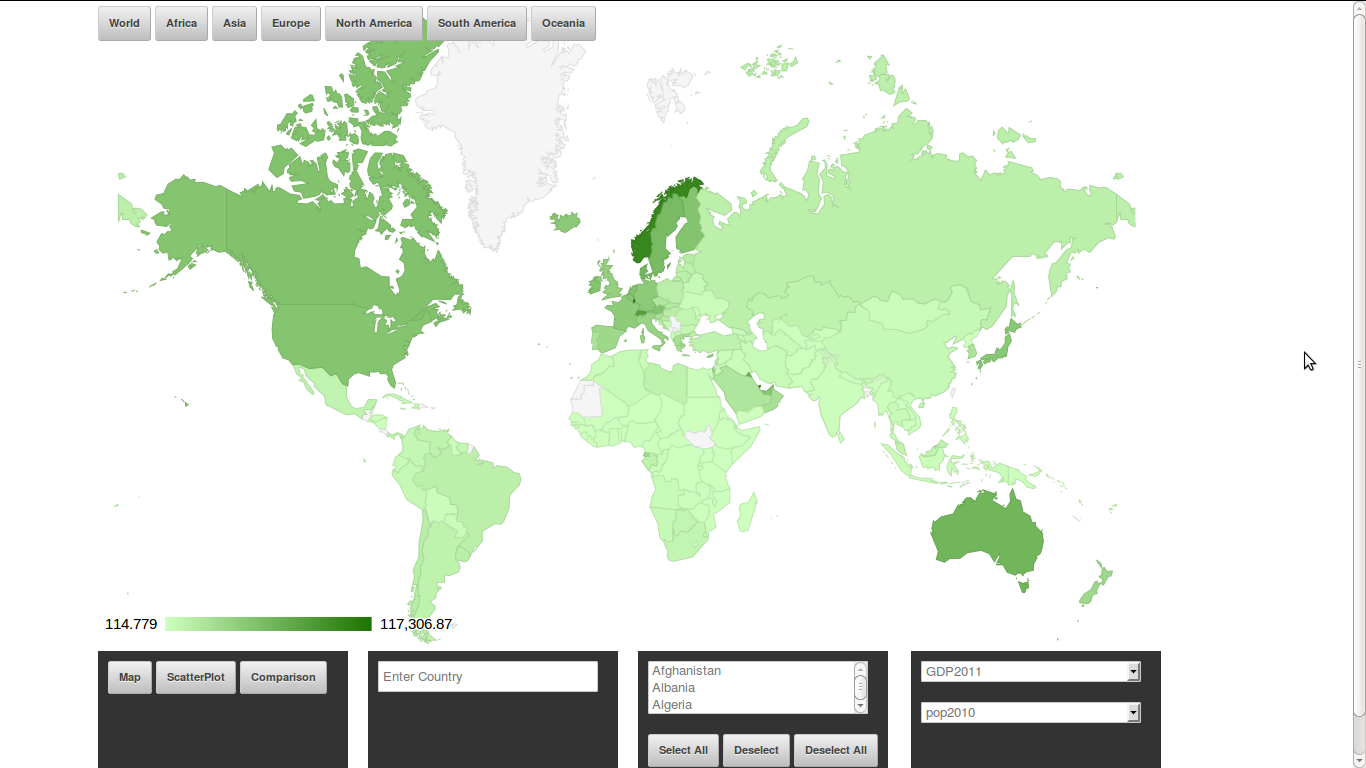 World Africa Asia Europe North America South America Oceania
114.779 117,306.87
Map ScatterPlot Comparison
Enter Country
Afghanistan
Albania
Algeria
Select All Deselect Deselect All
GDP2011
pop2010